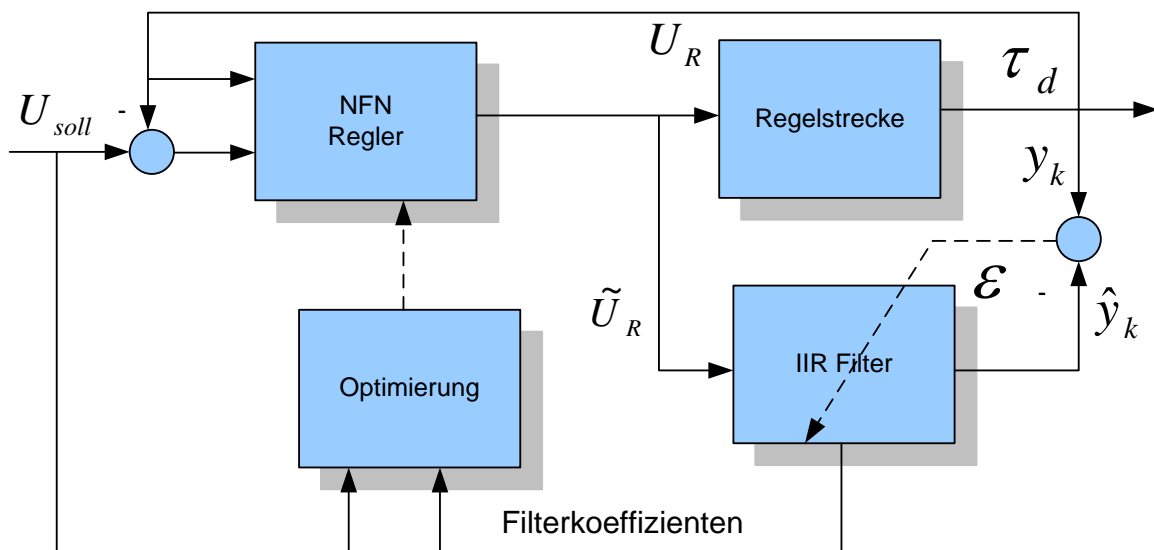 U_R
τ_d
NFN
Regler
Regelstrecke
U_soll
-
y_k
Ũ_R
ε
-
ŷ_k
IIR Filter
Optimierung
Filterkoeffizienten